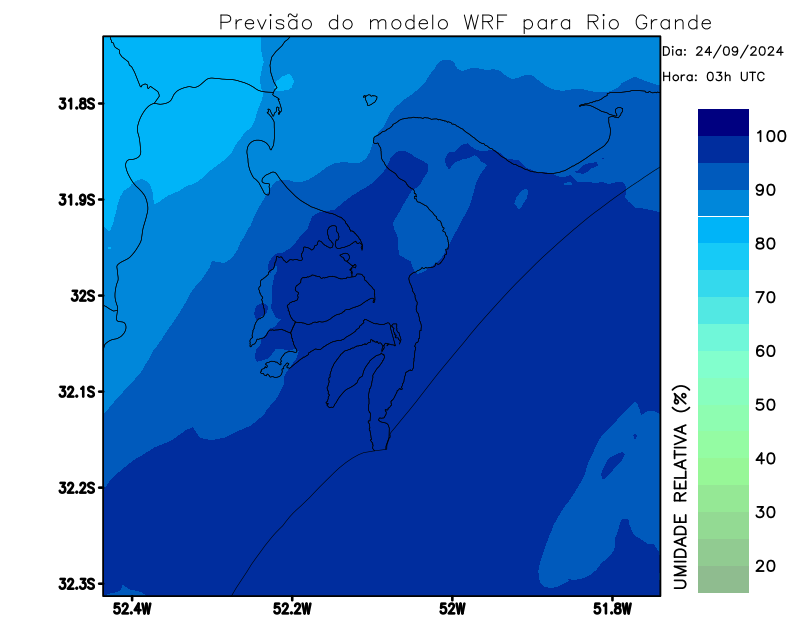 Previsão do modelo WRF para Rio Grande
Dia: 24/09/2024
Hora: 03h UTC
31.8S
31.9S
32S
32.1S
32.2S
32.3S
52.4W
52.2W
52W
51.8W
UMIDADE RELATIVA (%)
100
90
80
70
60
50
40
30
20